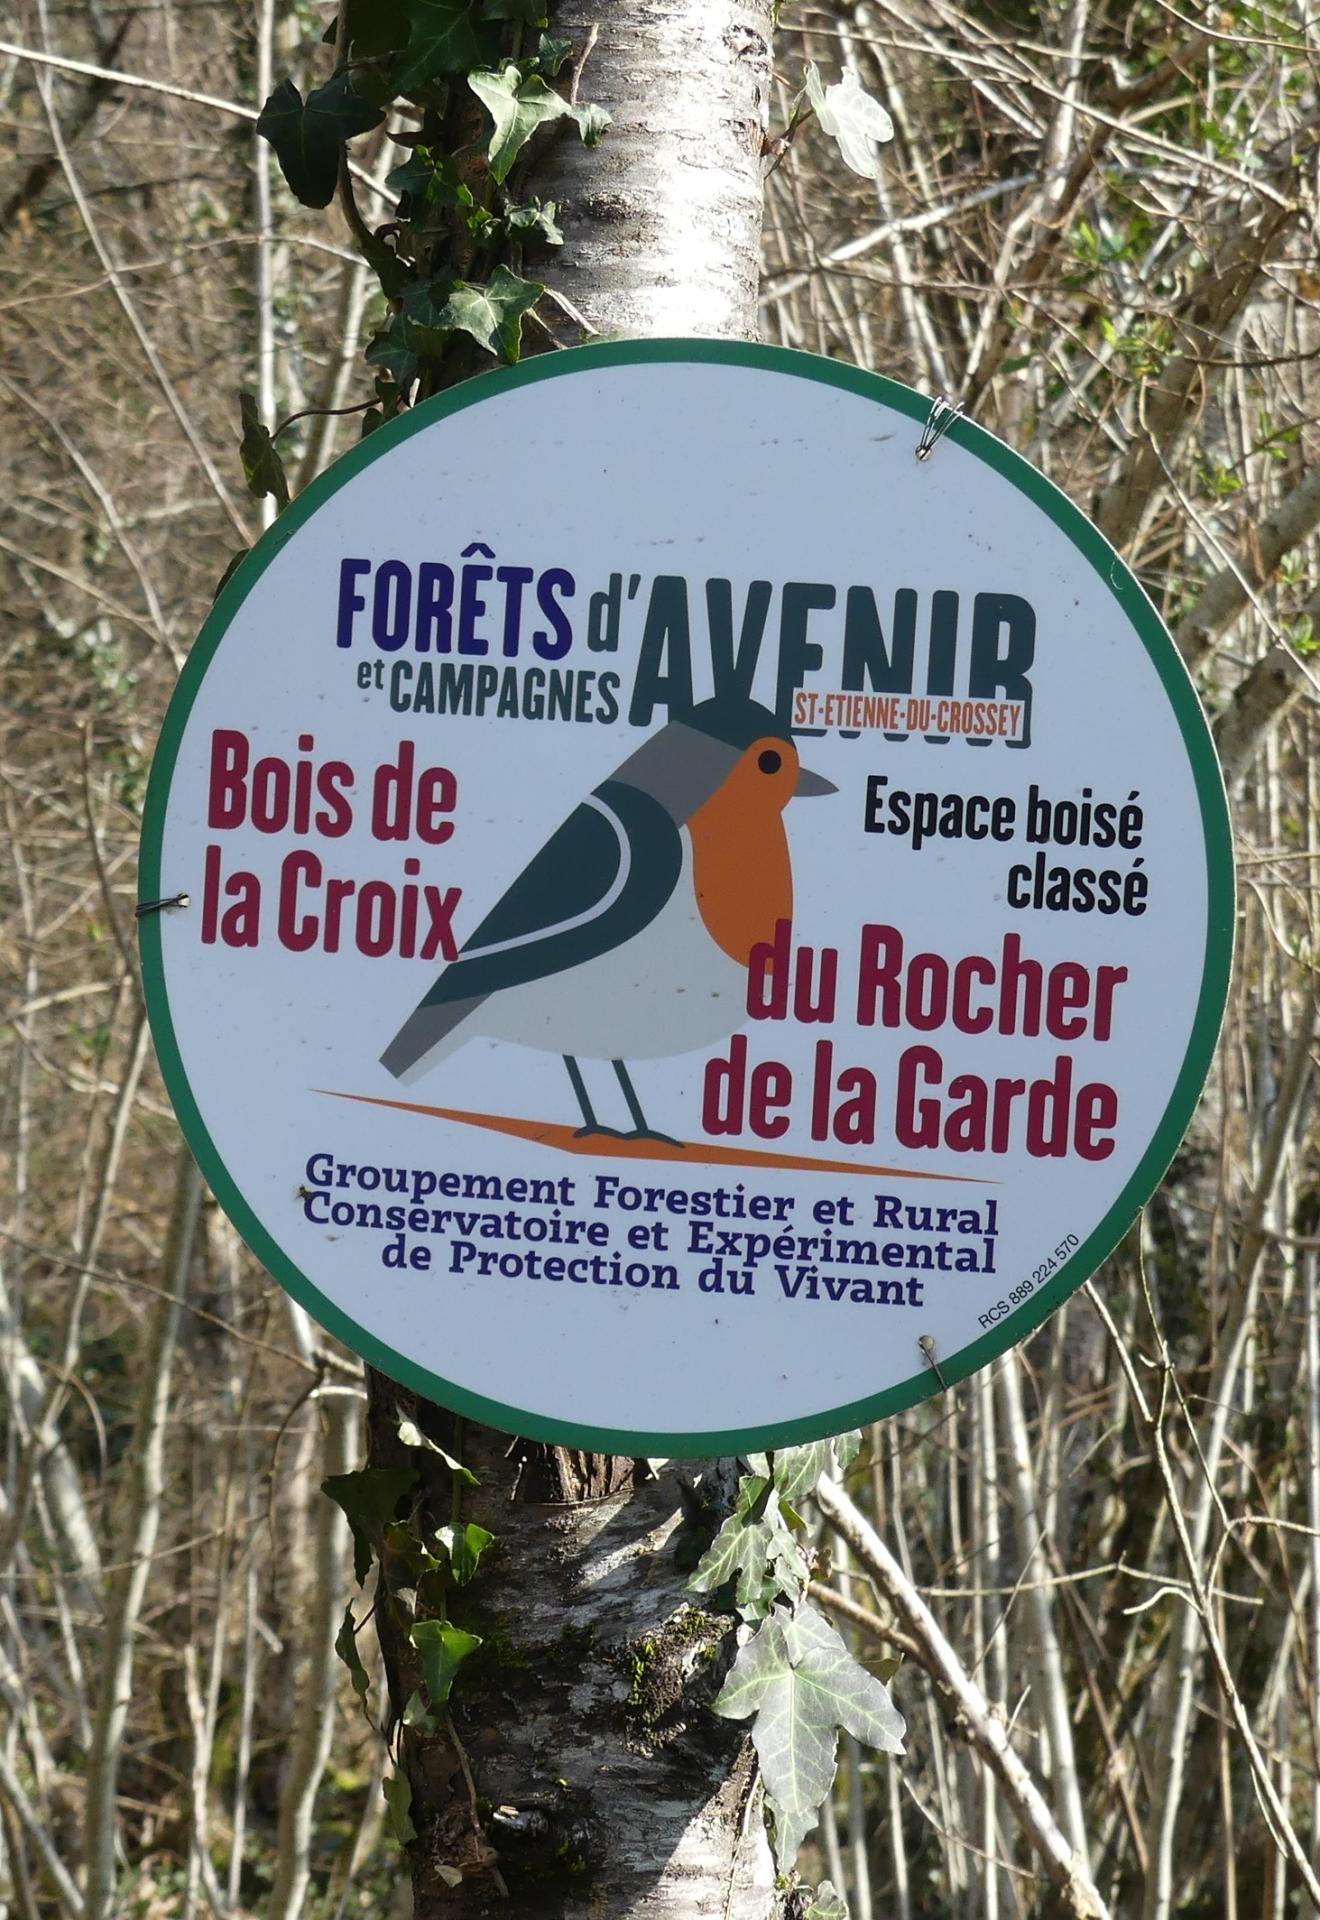 FORÊTS d'AVENIR
et CAMPAGNES
ST-ETIENNE-DU-CROSSEY
Bois de
la Croix
Espace boisé
classé
du Rocher
de la Garde
Groupement Forestier et Rural
Conservatoire et Expérimental
de Protection du Vivant
RCS 889 224 570